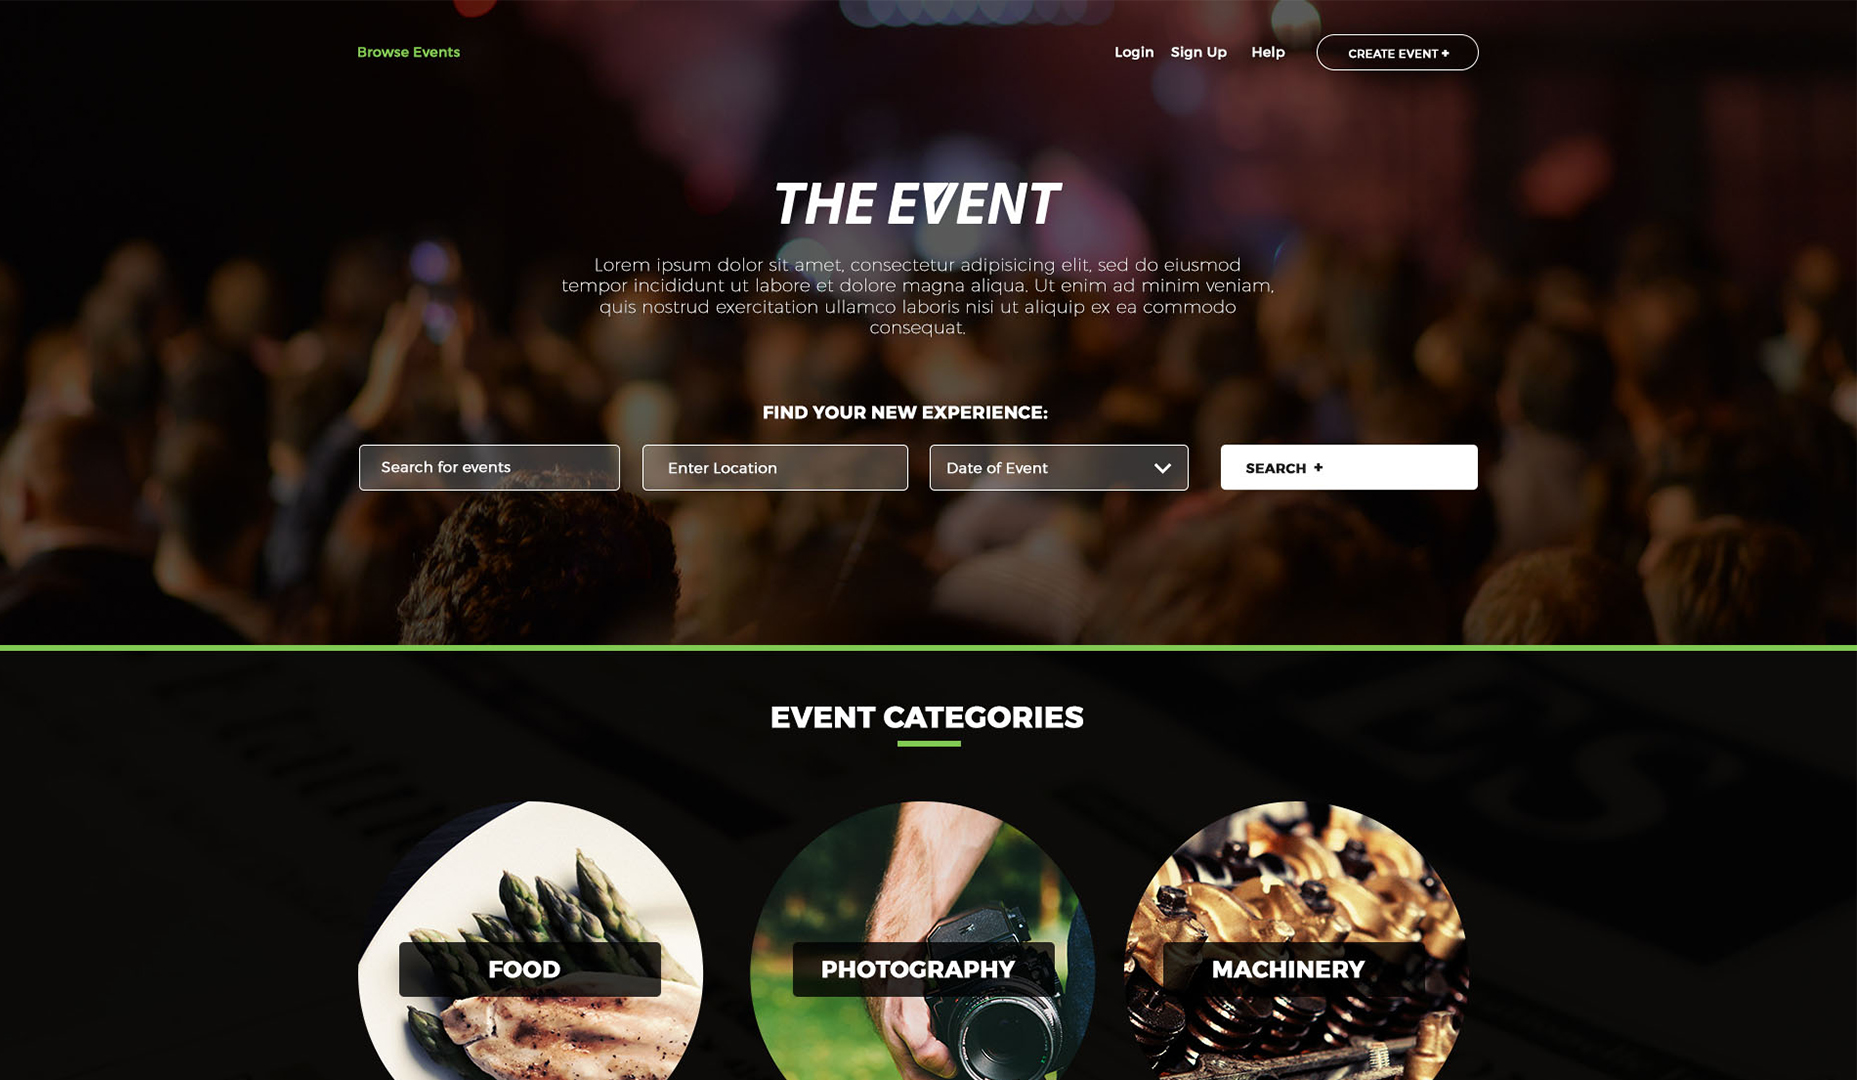 Browse Events
Login Sign Up Help CREATE EVENT +
THE EVENT
Lorem ipsum dolor sit amet, consectetur adipisicing elit, sed do eiusmod
tempor incididunt ut labore et dolore magna aliqua. Ut enim ad minim veniam,
quis nostrud exercitation ullamco laboris nisi ut aliquip ex ea commodo
consequat.
FIND YOUR NEW EXPERIENCE:
Search for events
Enter Location
Date of Event
SEARCH +
EVENT CATEGORIES
FOOD
PHOTOGRAPHY
MACHINERY